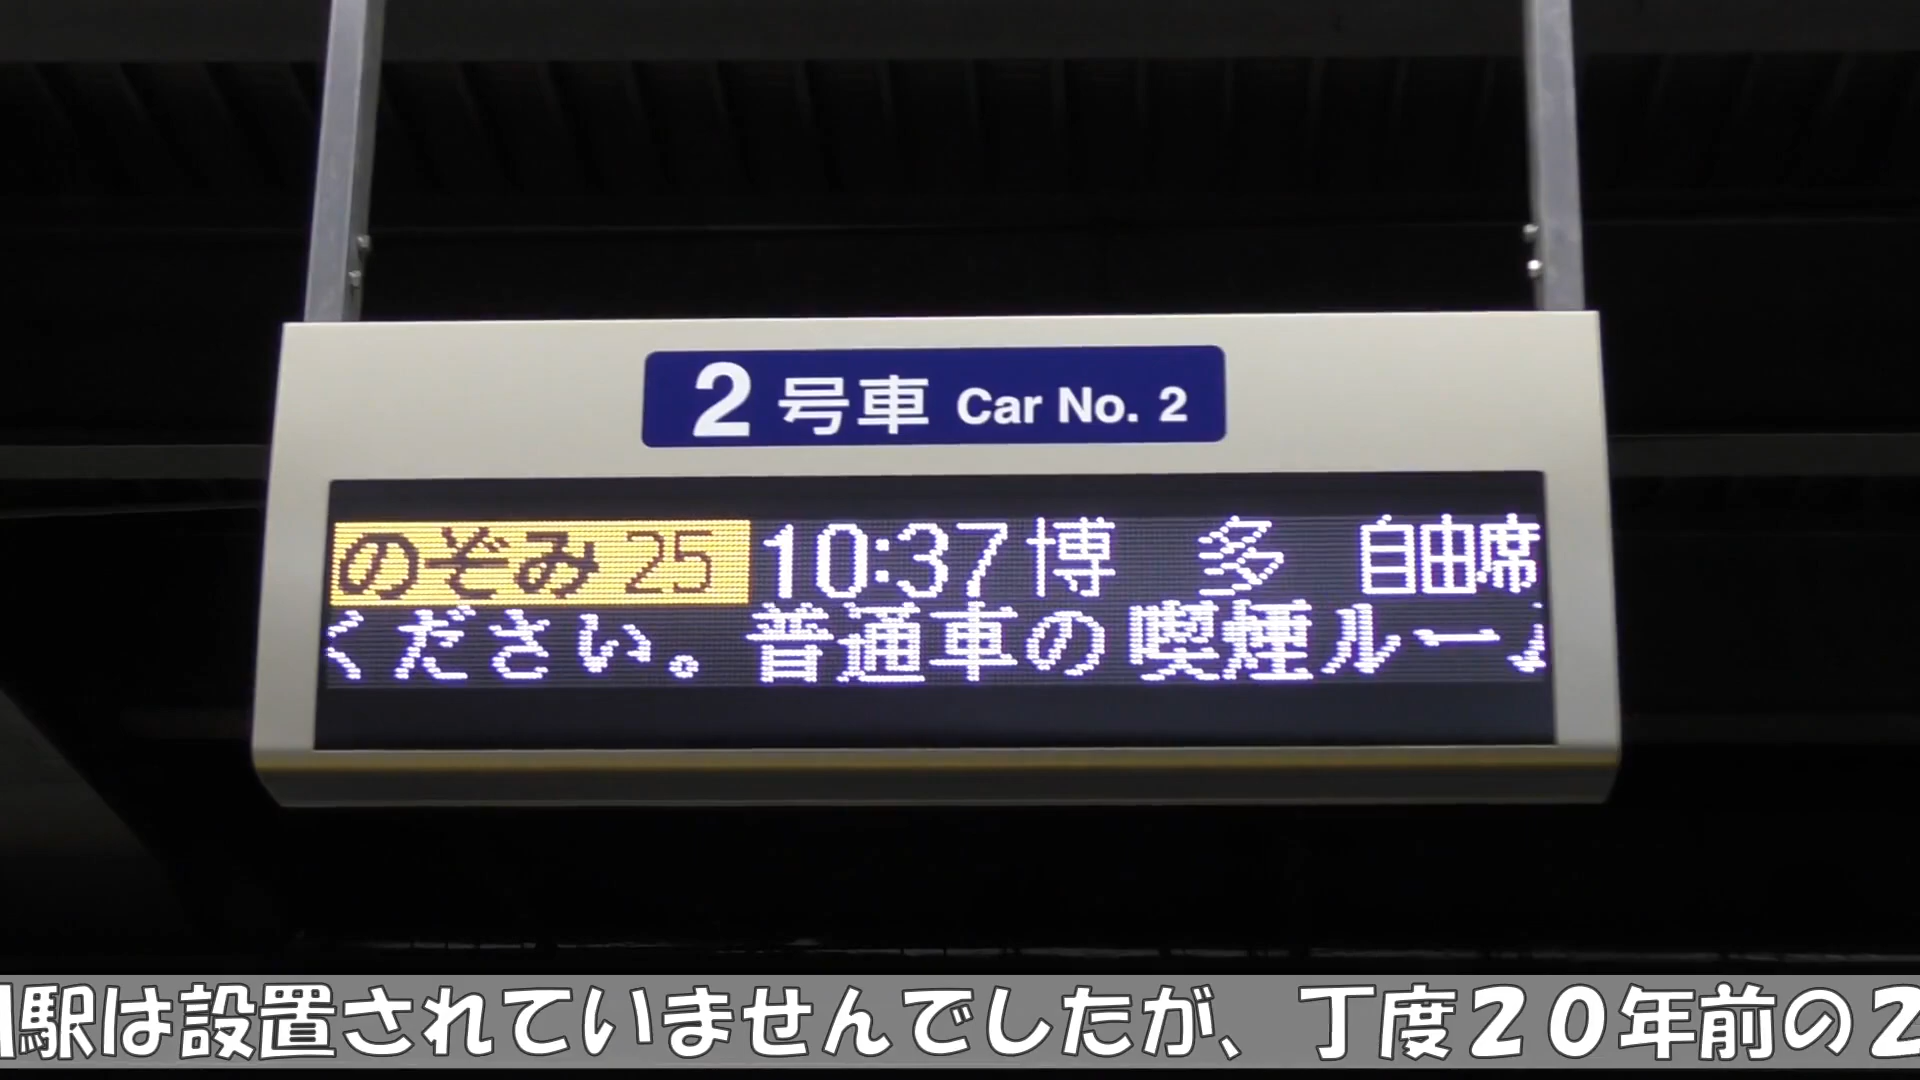 2号車 Car No. 2
のぞみ 25 10:37 博 多 自由席
ください。普通車の喫煙ルー
駅は設置されていませんでしたが、丁度20年前の2